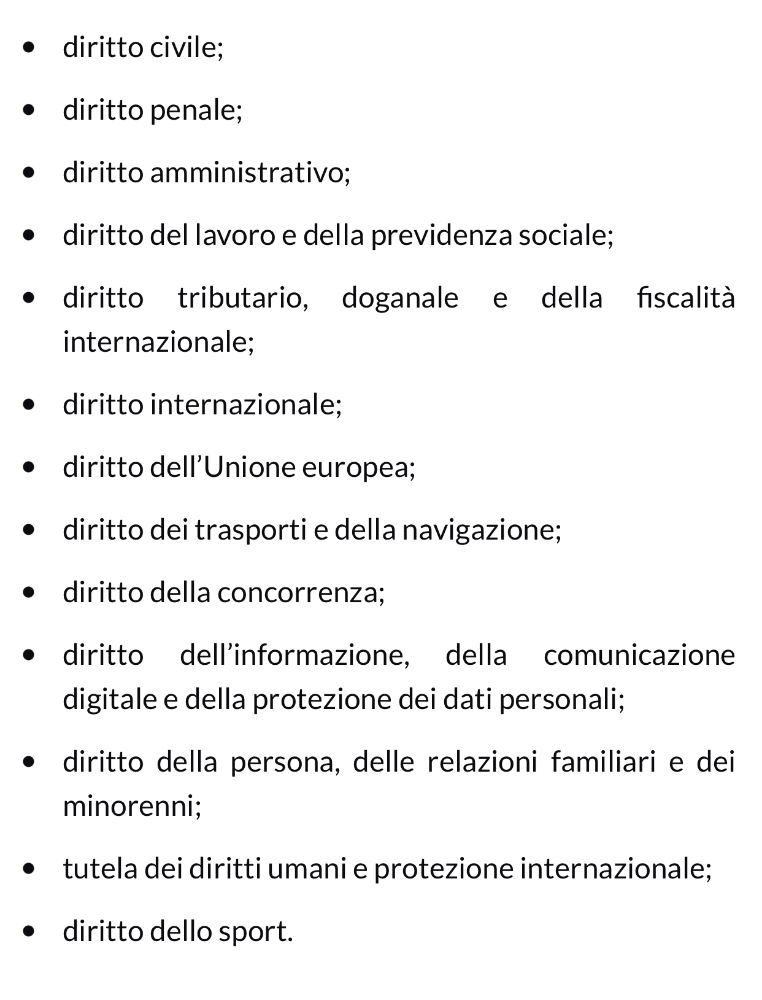 • diritto civile;
• diritto penale;
• diritto amministrativo;
• diritto del lavoro e della previdenza sociale;
• diritto tributario, doganale e della fiscalità
internazionale;
• diritto internazionale;
• diritto dell’Unione europea;
• diritto dei trasporti e della navigazione;
• diritto della concorrenza;
• diritto dell’informazione, della comunicazione
digitale e della protezione dei dati personali;
• diritto della persona, delle relazioni familiari e dei
minorenni;
• tutela dei diritti umani e protezione internazionale;
• diritto dello sport.